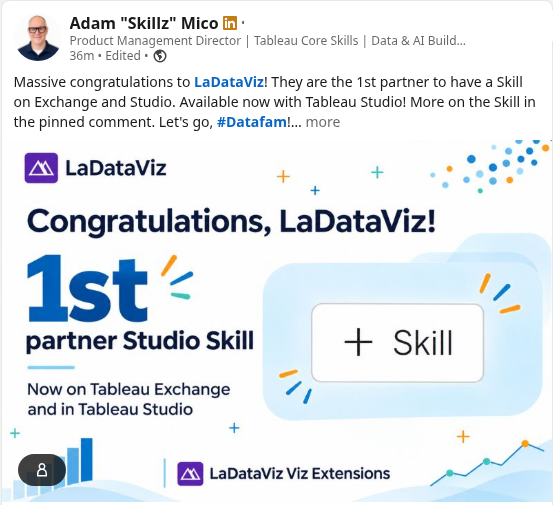 Adam "Skillz" Mico in ·
Product Management Director | Tableau Core Skills | Data & AI Build...
36m • Edited •
Massive congratulations to LaDataViz! They are the 1st partner to have a Skill
on Exchange and Studio. Available now with Tableau Studio! More on the Skill in
the pinned comment. Let's go, #Datafam!... more
LaDataViz
Congratulations, LaDataViz!
1st
partner Studio Skill
+ Skill
Now on Tableau Exchange
and in Tableau Studio
LaDataViz Viz Extensions